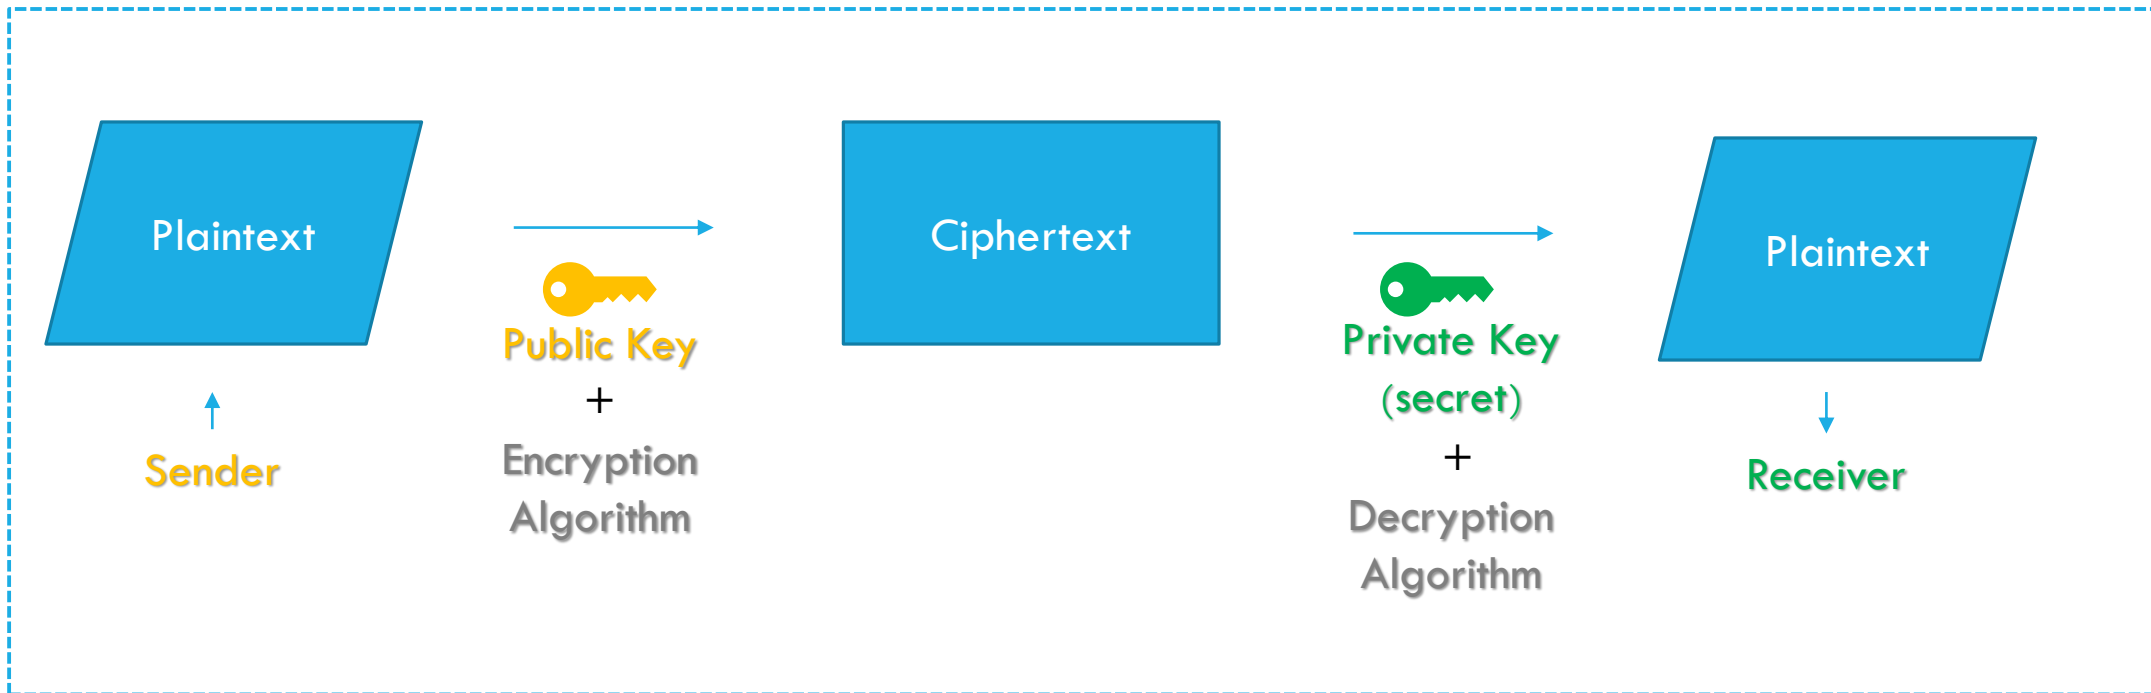 Plaintext
Sender
Public Key
+
Encryption
Algorithm
Ciphertext
Private Key
(secret)
+
Decryption
Algorithm
Plaintext
Receiver